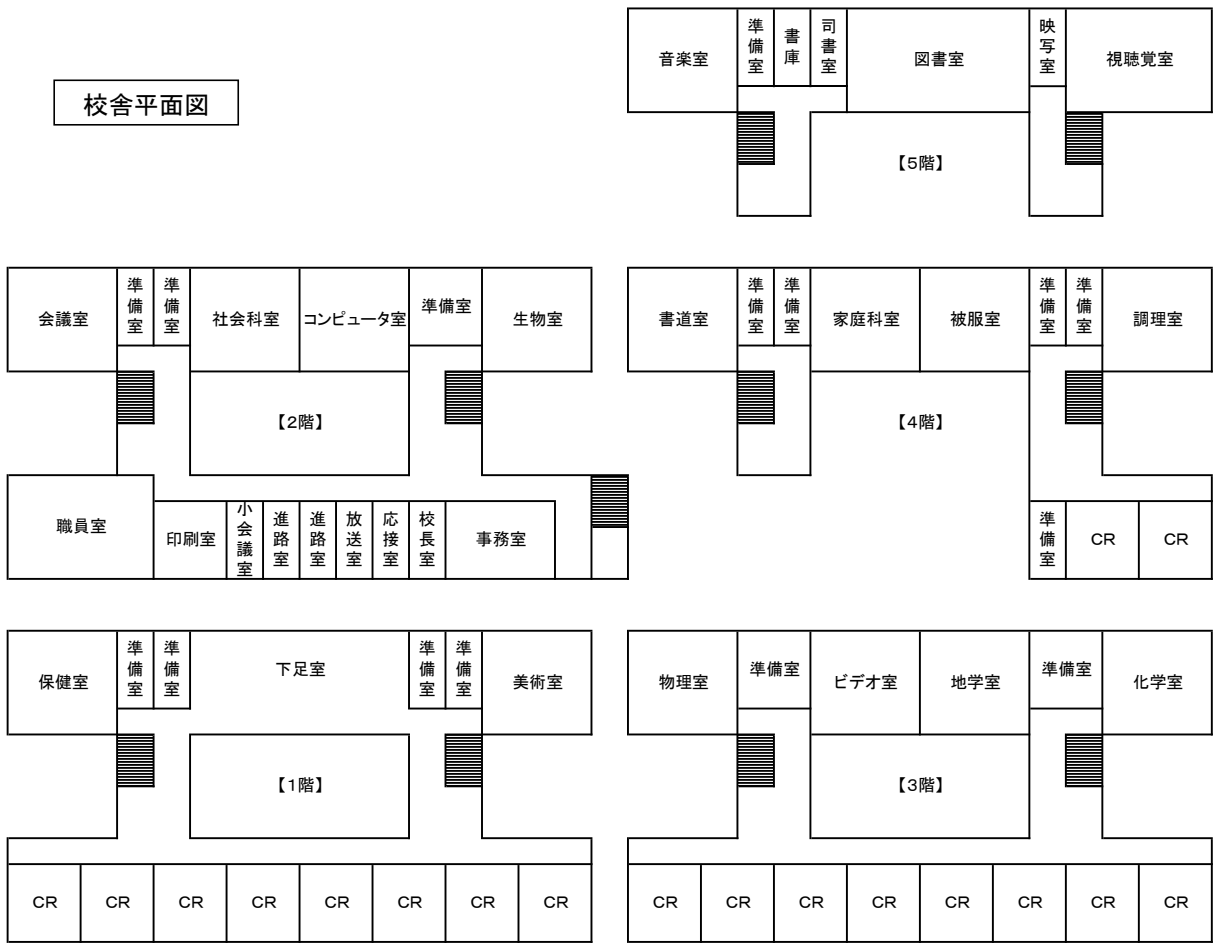 校舎平面図
音楽室
準備室
書庫
司書室
図書室
映写室
視聴覚室
【5階】
会議室
準備室
準備室
社会科室
コンピュータ室
準備室
生物室
【2階】
職員室
印刷室
小会議室
進路室
進路室
放送室
応接室
校長室
事務室
書道室
準備室
準備室
家庭科室
被服室
準備室
準備室
調理室
【4階】
準備室
CR
CR
保健室
準備室
準備室
下足室
準備室
準備室
美術室
【1階】
CR
CR
CR
CR
CR
CR
CR
CR
物理室
準備室
ビデオ室
地学室
準備室
化学室
【3階】
CR
CR
CR
CR
CR
CR
CR
CR